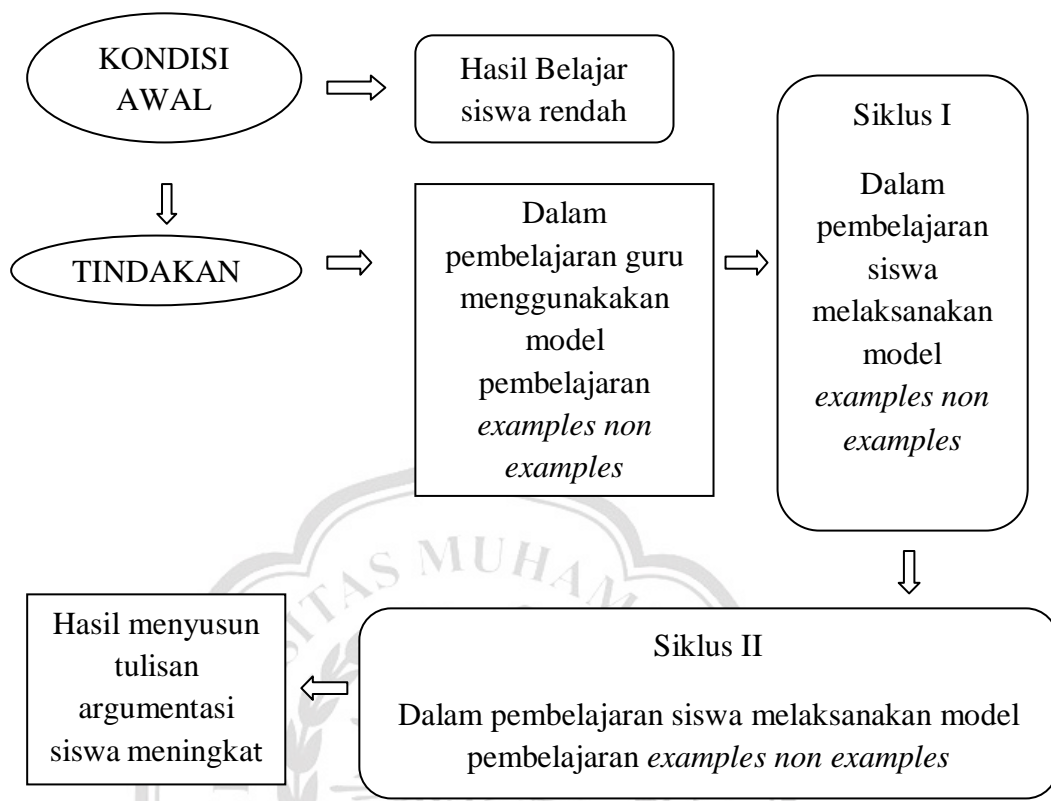 KONDISI
AWAL
Hasil Belajar
siswa rendah
TINDAKAN
Dalam
pembelajaran guru
menggunakakan
model
pembelajaran
examples non
examples
Siklus I
Dalam
pembelajaran
siswa
melaksanakan
model
examples non
examples
Siklus II
Dalam pembelajaran siswa melaksanakan model
pembelajaran examples non examples
Hasil menyusun
tulisan
argumentasi
siswa meningkat